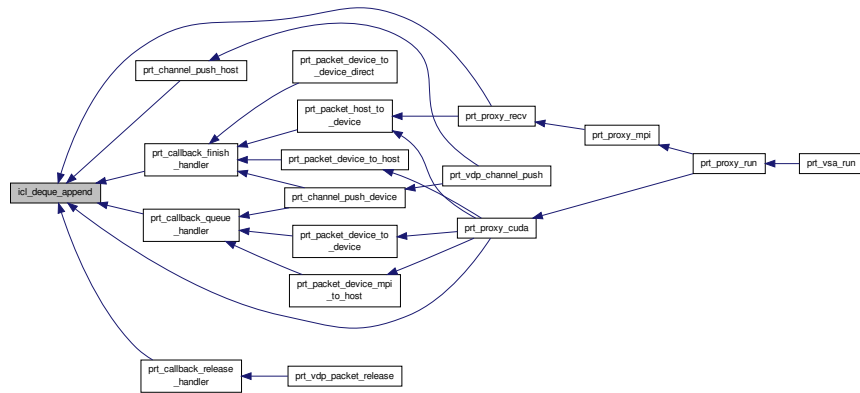 prt_packet_device_to
_device_direct
prt_channel_push_host
prt_packet_host_to
_device
prt_proxy_recv
prt_proxy_mpi
prt_callback_finish
_handler
prt_packet_device_to_host
prt_proxy_run
prt_vsa_run
prt_vdp_channel_push
icl_deque_append
prt_channel_push_device
prt_callback_queue
_handler
prt_proxy_cuda
prt_packet_device_to
_device
prt_packet_device_mpi
_to_host
prt_callback_release
_handler
prt_vdp_packet_release